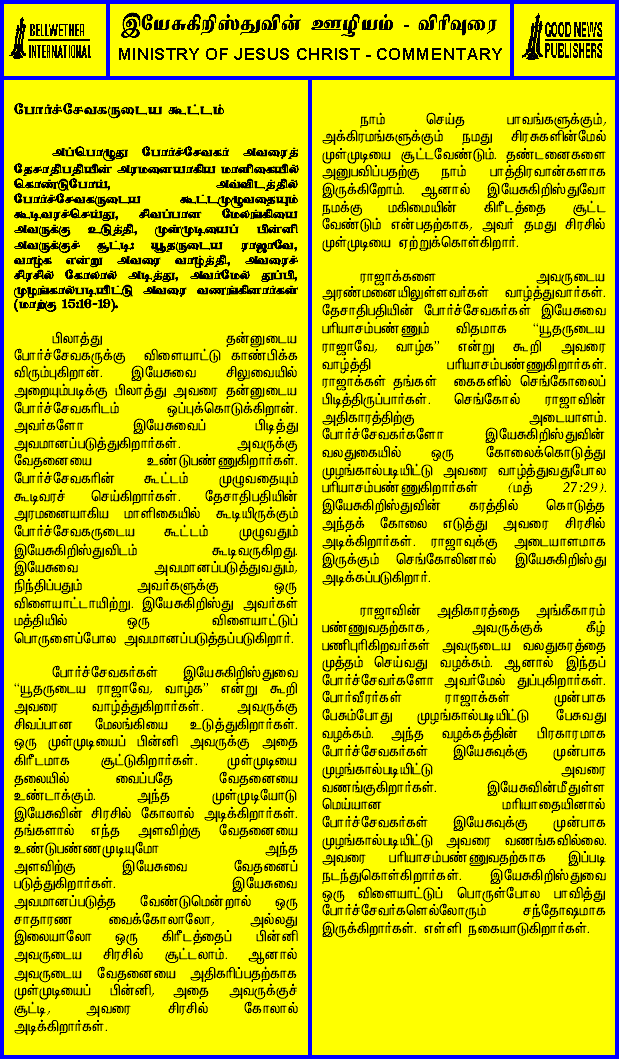 BELLWETHER
INTERNATIONAL
இயேசுகிறிஸ்துவின் ஊழியம் - விரிவுரை
MINISTRY OF JESUS CHRIST - COMMENTARY
GOOD NEWS
PUBLISHERS
போர்ச்சேவகருடைய கூட்டம்
அப்பொழுது போர்ச்சேவகர் அவரைத்
தேசாதிபதியின் அரமனையாகிய மாளிகையில்
கொண்டுபோய், அவ்விடத்தில்
போர்ச்சேவகருடைய கூட்டமுழுவதையும்
கூடிவரச்செய்து, சிவப்பான மேலங்கியை
அவருக்கு உடுத்தி, முள்முடியைப் பின்னி
அவருக்குச் சூட்டி: யூதருடைய ராஜாவே,
வாழ்க என்று அவரை வாழ்த்தி, அவரைச்
சிரசில் கோலால் அடித்து, அவர்மேல் துப்பி,
முழங்கால்படியிட்டு அவரை வணங்கினார்கள்
(மாற்கு 15:16-19).
பிலாத்து தன்னுடைய
போர்ச்சேவகருக்கு விளையாட்டு காண்பிக்க
விரும்புகிறான். இயேசுவை சிலுவையில்
அறையும்படிக்கு பிலாத்து அவரை தன்னுடைய
போர்ச்சேவகரிடம் ஒப்புக்கொடுக்கிறான்.
அவர்களோ இயேசுவைப் பிடித்து
அவமானப்படுத்துகிறார்கள். அவருக்கு
வேதனையை உண்டுபண்ணுகிறார்கள்.
போர்ச்சேவகரின் கூட்டம் முழுவதையும்
கூடிவரச் செய்கிறார்கள். தேசாதிபதியின்
அரமனையாகிய மாளிகையில் கூடியிருக்கும்
போர்ச்சேவகருடைய கூட்டம் முழுவதும்
இயேசுகிறிஸ்துவிடம் கூடிவருகிறது.
இயேசுவை அவமானப்படுத்துவதும்,
நிந்திப்பதும் அவர்களுக்கு ஒரு
விளையாட்டாயிற்று. இயேசுகிறிஸ்து அவர்கள்
மத்தியில் ஒரு விளையாட்டுப்
பொருளைப்போல அவமானப்படுத்தப்படுகிறார்.
போர்ச்சேவகர்கள் இயேசுகிறிஸ்துவை
“யூதருடைய ராஜாவே, வாழ்க” என்று கூறி
அவரை வாழ்த்துகிறார்கள். அவருக்கு
சிவப்பான மேலங்கியை உடுத்துகிறார்கள்.
ஒரு முள்முடியைப் பின்னி அவருக்கு அதை
கிரீடமாக சூட்டுகிறார்கள். முள்முடியை
தலையில் வைப்பதே வேதனையை
உண்டாக்கும். அந்த முள்முடியோடு
இயேசுவின் சிரசில் கோலால் அடிக்கிறார்கள்.
தங்களால் எந்த அளவிற்கு வேதனையை
உண்டுபண்ணமுடியுமோ அந்த
அளவிற்கு இயேசுவை வேதனைப்
படுத்துகிறார்கள். இயேசுவை
அவமானப்படுத்த வேண்டுமென்றால் ஒரு
சாதாரண வைக்கோலாலோ, அல்லது
இலையாலோ ஒரு கிரீடத்தைப் பின்னி
அவருடைய சிரசில் சூட்டலாம். ஆனால்
அவருடைய வேதனையை அதிகரிப்பதற்காக
முள்முடியைப் பின்னி, அதை அவருக்குச்
சூட்டி, அவரை சிரசில் கோலால்
அடிக்கிறார்கள்.
நாம் செய்த பாவங்களுக்கும்,
அக்கிரமங்களுக்கும் நமது சிரசுகளின்மேல்
முள்முடியை சூட்டவேண்டும். தண்டனைகளை
அனுபவிப்பதற்கு நாம் பாத்திரவான்களாக
இருக்கிறோம். ஆனால் இயேசுகிறிஸ்துவோ
நமக்கு மகிமையின் கிரீடத்தை சூட்ட
வேண்டும் என்பதற்காக, அவர் தமது சிரசில்
முள்முடியை ஏற்றுக்கொள்கிறார்.
ராஜாக்களை அவருடைய
அரண்மனையிலுள்ளவர்கள் வாழ்த்துவார்கள்.
தேசாதிபதியின் போர்ச்சேவகர்கள் இயேசுவை
பரியாசம்பண்ணும் விதமாக “யூதருடைய
ராஜாவே, வாழ்க” என்று கூறி அவரை
வாழ்த்தி பரியாசம்பண்ணுகிறார்கள்.
ராஜாக்கள் தங்கள் கைகளில் செங்கோலைப்
பிடித்திருப்பார்கள். செங்கோல் ராஜாவின்
அதிகாரத்திற்கு அடையாளம்.
போர்ச்சேவகர்களோ இயேசுகிறிஸ்துவின்
வலதுகையில் ஒரு கோலைக்கொடுத்து
முழங்கால்படியிட்டு அவரை வாழ்த்துவதுபோல
பரியாசம்பண்ணுகிறார்கள் (மத் 27:29).
இயேசுகிறிஸ்துவின் கரத்தில் கொடுத்த
அந்தக் கோலை எடுத்து அவரை சிரசில்
அடிக்கிறார்கள். ராஜாவுக்கு அடையாளமாக
இருக்கும் செங்கோலினால் இயேசுகிறிஸ்து
அடிக்கப்படுகிறார்.
ராஜாவின் அதிகாரத்தை அங்கீகாரம்
பண்ணுவதற்காக, அவருக்குக் கீழ்
பணிபுரிகிறவர்கள் அவருடைய வலதுகரத்தை
முத்தம் செய்வது வழக்கம். ஆனால் இந்தப்
போர்ச்சேவர்களோ அவர்மேல் துப்புகிறார்கள்.
போர்வீரர்கள் ராஜாக்கள் முன்பாக
பேசும்போது முழங்கால்படியிட்டு பேசுவது
வழக்கம். அந்த வழக்கத்தின் பிரகாரமாக
போர்ச்சேவகர்கள் இயேசுவுக்கு முன்பாக
முழங்கால்படியிட்டு அவரை
வணங்குகிறார்கள். இயேசுவின்மீதுள்ள
மெய்யான மரியாதையினால்
போர்ச்சேவர்கள் இயேசுவுக்கு முன்பாக
முழங்கால்படியிட்டு அவரை வணங்கவில்லை.
அவரை பரியாசம்பண்ணுவதற்காக இப்படி
நடந்துகொள்கிறார்கள். இயேசுகிறிஸ்துவை
ஒரு விளையாட்டுப் பொருள்போல பாவித்து
போர்ச்சேவர்களெல்லோரும் சந்தோஷமாக
இருக்கிறார்கள். எள்ளி நகையாடுகிறார்கள்.